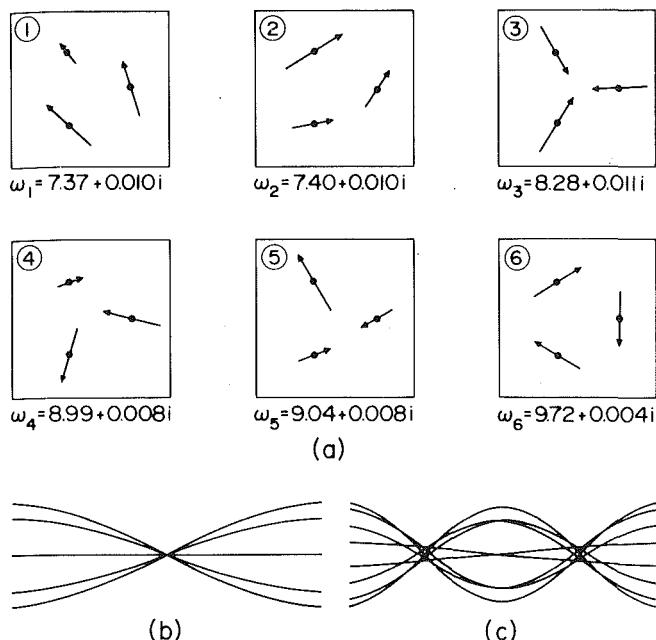 ① ② ③
ω₁=7.37+0.010i ω₂=7.40+0.010i ω₃=8.28+0.011i
④ ⑤ ⑥
ω₄=8.99+0.008i ω₅=9.04+0.008i ω₆=9.72+0.004i
(a)
(b) (c)